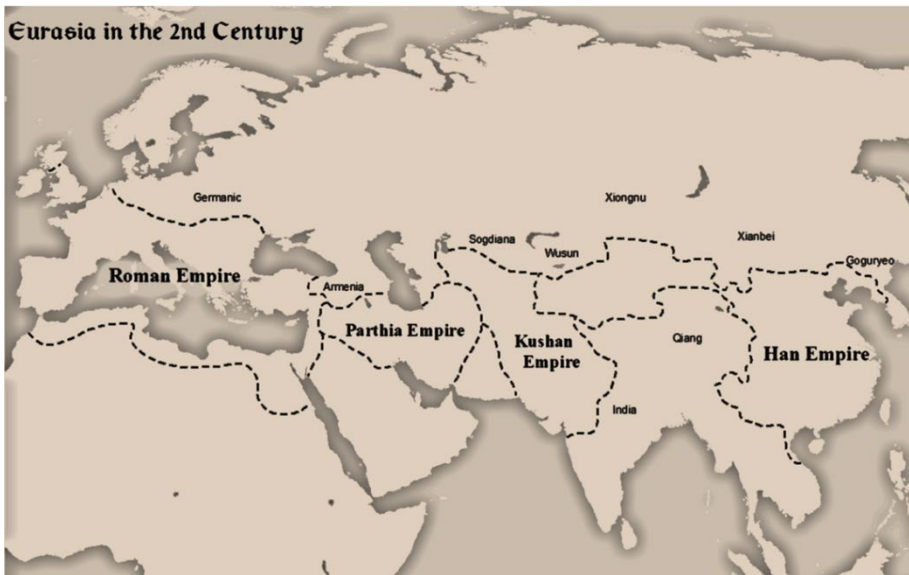 Eurasia in the 2nd Century
Germanic
Xiongnu
Sogdiana
Wusun
Xianbei
Goguryeo
Roman Empire
Armenia
Parthia Empire
Kushan
Empire
Qiang
Han Empire
India